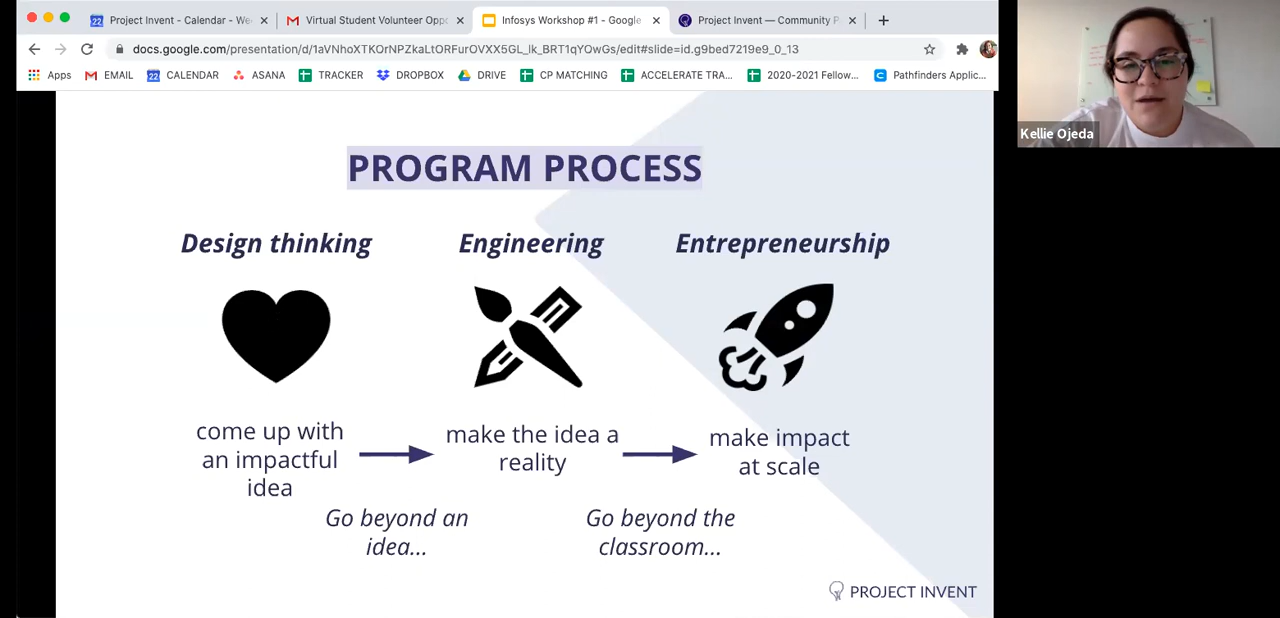 22 Project Invent - Calendar - We
Virtual Student Volunteer Oppo
Infosys Workshop #1 - Google
Project Invent — Community P
docs.google.com/presentation/d/1aVNhoXTKOrNPZkaLtORFurOVXX5GL_lk_BRT1qYOwGs/edit#slide=id.g9bed7219e9_0_13
Apps EMAIL 22 CALENDAR ASANA TRACKER DROPBOX DRIVE CP MATCHING ACCELERATE TRA... 2020-2021 Fellow... Pathfinders Applic...
Kellie Ojeda
PROGRAM PROCESS
Design thinking
Engineering
Entrepreneurship
come up with
an impactful
idea
make the idea a
reality
make impact
at scale
Go beyond an
idea...
Go beyond the
classroom...
PROJECT INVENT